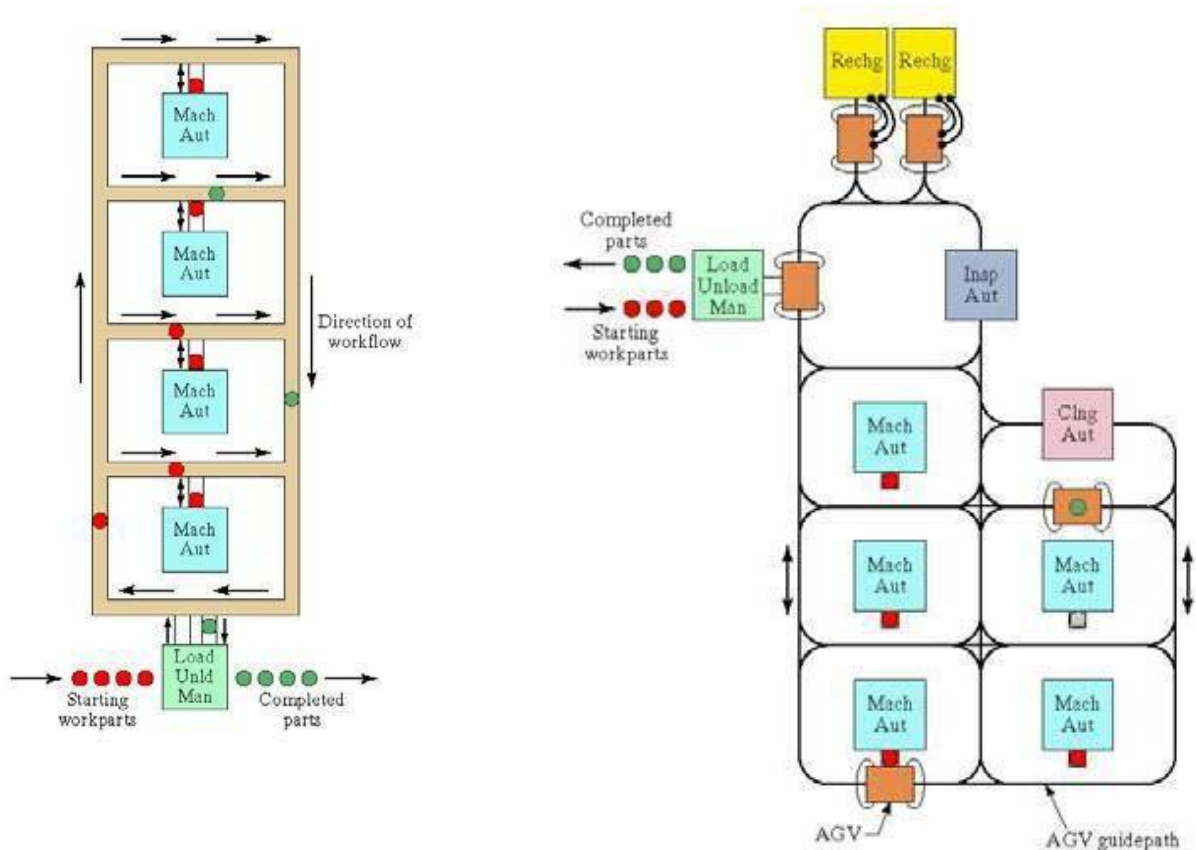 Mach
Aut
Mach
Aut
Direction of
workflow
Mach
Aut
Mach
Aut
Load
Unld
Man
Starting
workparts
Completed
parts
Rechg
Rechg
Completed
parts
Load
Unload
Man
Starting
workparts
Insp
Aut
Mach
Aut
Clng
Aut
Mach
Aut
Mach
Aut
Mach
Aut
Mach
Aut
AGV
AGV guidepath